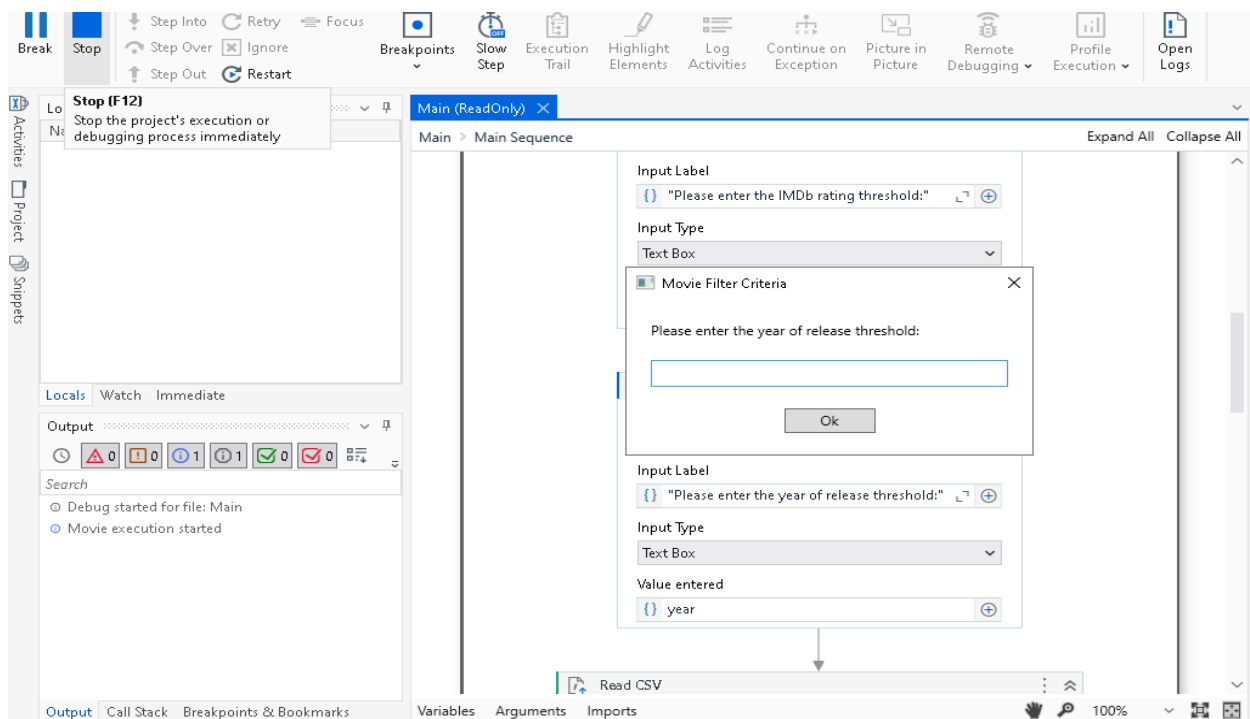 Break Stop Step Into Retry Focus
Step Over Ignore
Step Out Restart
Breakpoints Slow Step Execution Trail Highlight Elements Log Activities Continue on Exception Picture in Picture Remote Debugging Profile Execution Open Logs
Stop (F12)
Stop the project's execution or
debugging process immediately
Activities
Project
Snippets
Lo
Na
Locals Watch Immediate
Output
0 0 1 1 0 0
Search
Debug started for file: Main
Movie execution started
Output Call Stack Breakpoints & Bookmarks
Main (ReadOnly)
Main > Main Sequence Expand All Collapse All
Input Label
{} "Please enter the IMDb rating threshold:"
Input Type
Text Box
Movie Filter Criteria
Please enter the year of release threshold:
Ok
Input Label
{} "Please enter the year of release threshold:"
Input Type
Text Box
Value entered
{} year
Read CSV
Variables Arguments Imports 100%